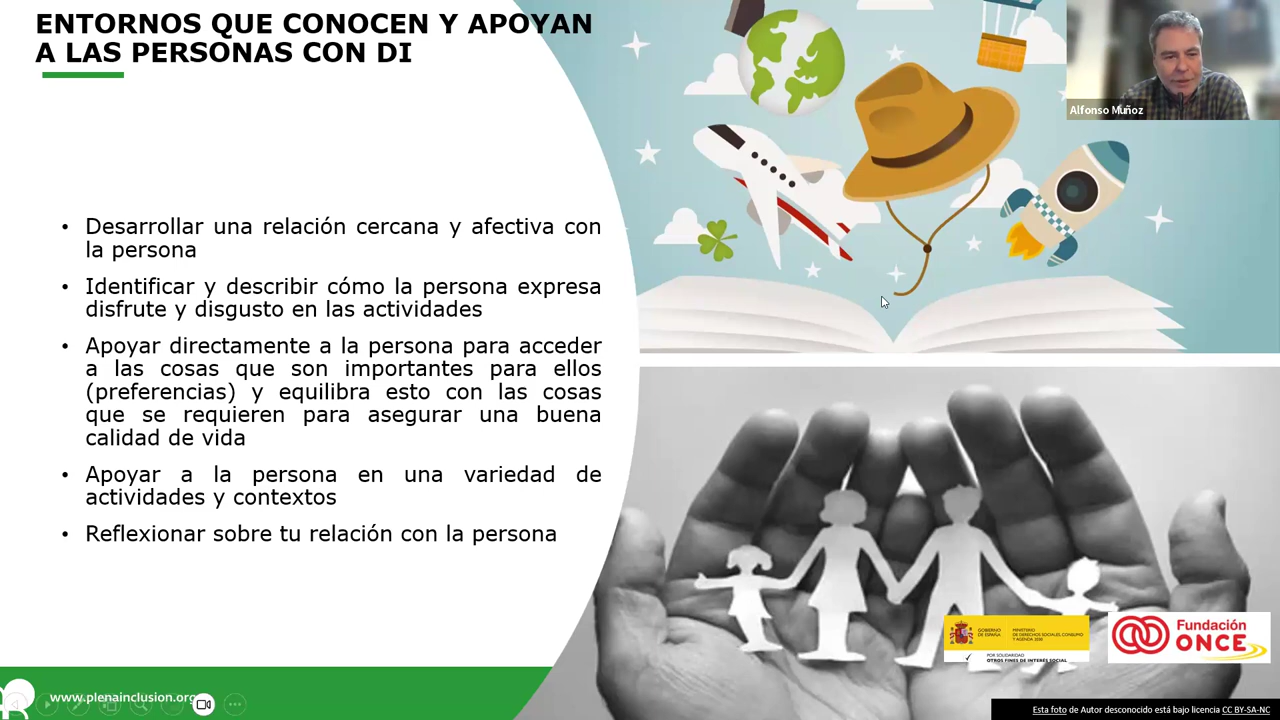 ENTORNOS QUE CONOCEN Y APOYAN
A LAS PERSONAS CON DI
Alfonso Muñoz
• Desarrollar una relación cercana y afectiva con
la persona
• Identificar y describir cómo la persona expresa
disfrute y disgusto en las actividades
• Apoyar directamente a la persona para acceder
a las cosas que son importantes para ellos
(preferencias) y equilibra esto con las cosas
que se requieren para asegurar una buena
calidad de vida
• Apoyar a la persona en una variedad de
actividades y contextos
• Reflexionar sobre tu relación con la persona
GOBIERNO
DE ESPAÑA
MINISTERIO
DE DERECHOS SOCIALES, CONSUMO
Y AGENDA 2030
POR SOLIDARIDAD
OTROS FINES DE INTERÉS SOCIAL
Fundación
ONCE
www.plenainclusion.org
Esta foto de Autor desconocido está bajo licencia CC BY-SA-NC